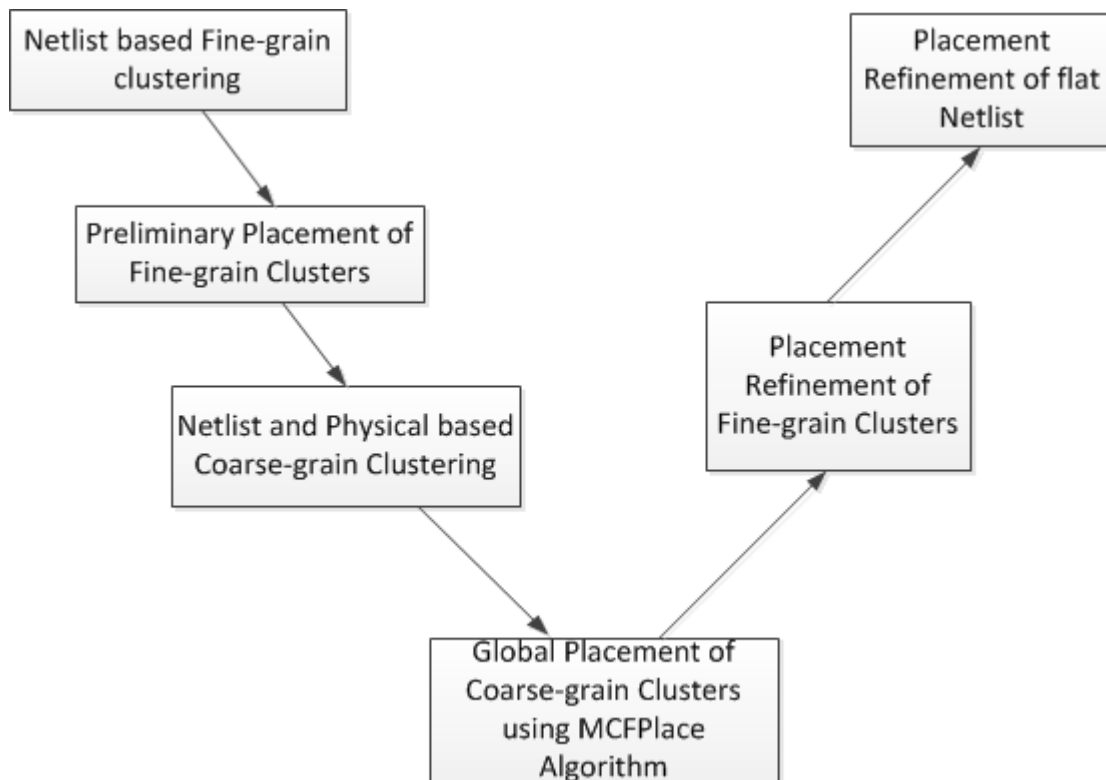 Netlist based Fine-grain
clustering
Preliminary Placement of
Fine-grain Clusters
Netlist and Physical based
Coarse-grain Clustering
Global Placement of
Coarse-grain Clusters
using MCFPlace
Algorithm
Placement
Refinement of
Fine-grain Clusters
Placement
Refinement of flat
Netlist